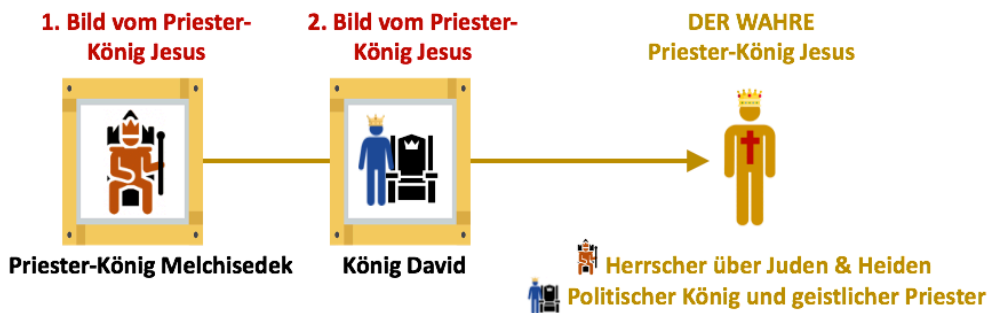 1. Bild vom Priester-
König Jesus
2. Bild vom Priester-
König Jesus
DER WAHRE
Priester-König Jesus
Priester-König Melchisedek
König David
Herrscher über Juden & Heiden
Politischer König und geistlicher Priester